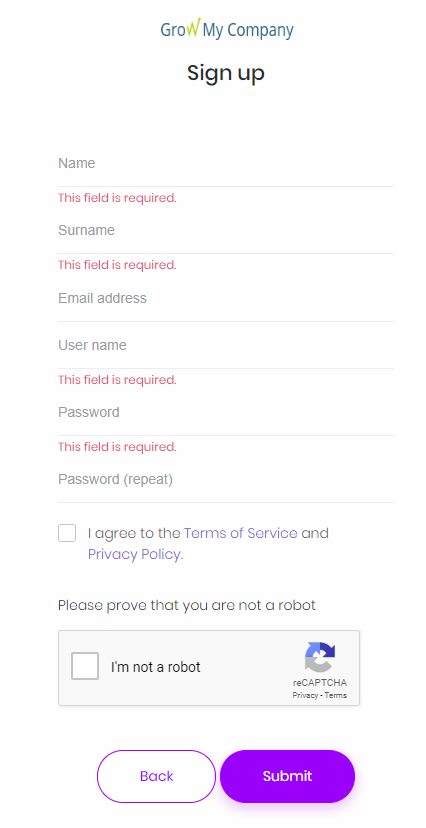 GroW My Company
Sign up
Name
This field is required.
Surname
This field is required.
Email address
User name
This field is required.
Password
This field is required.
Password (repeat)
I agree to the Terms of Service and
Privacy Policy.
Please prove that you are not a robot
I'm not a robot
reCAPTCHA
Privacy - Terms
Back
Submit